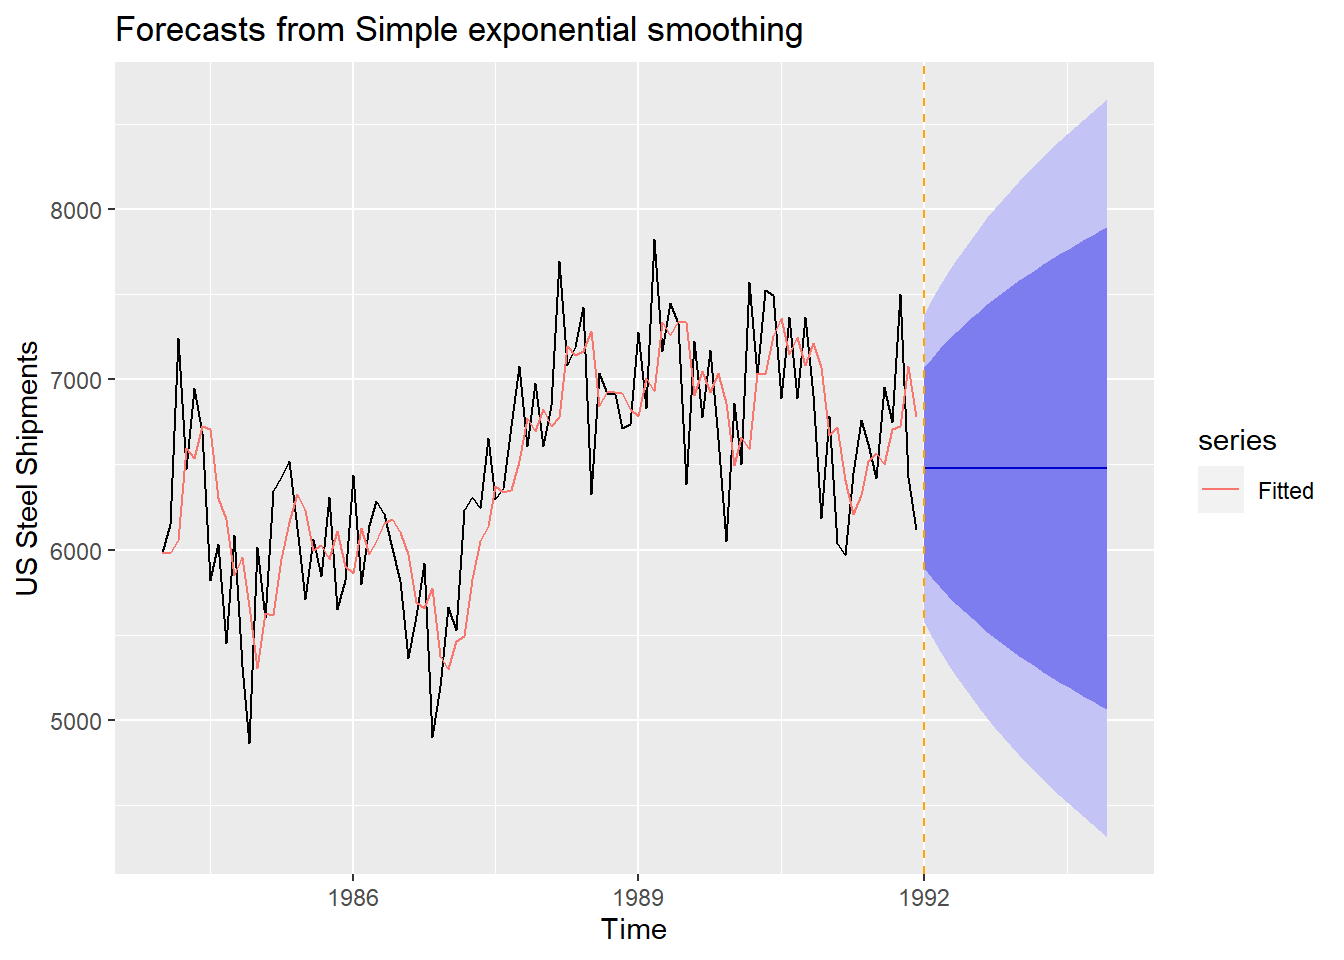 Forecasts from Simple exponential smoothing
US Steel Shipments
8000
7000
6000
5000
1986
1989
1992
Time
series
Fitted